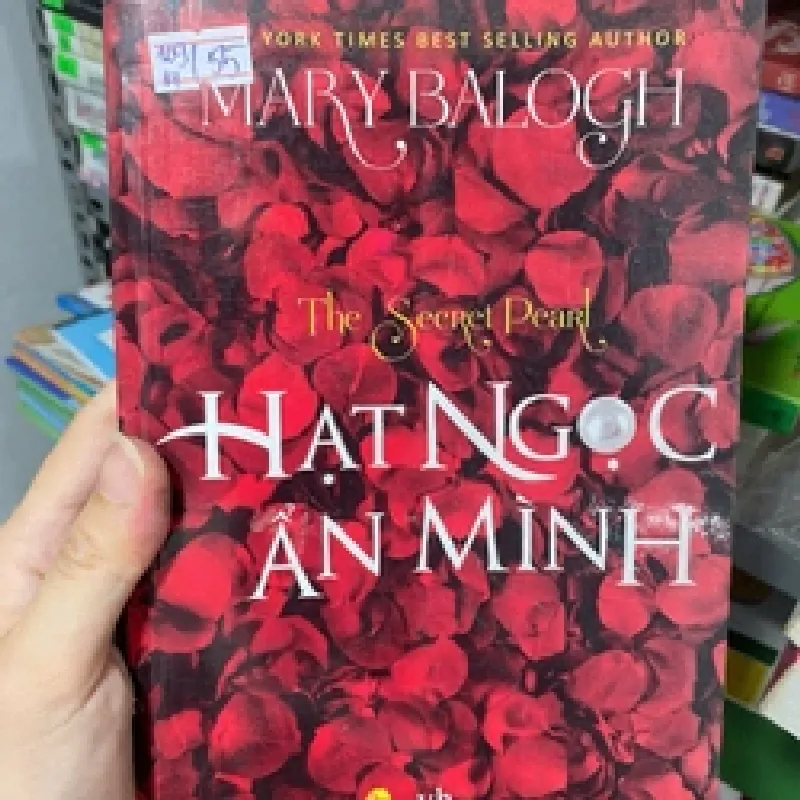 YORK TIMES BEST SELLING AUTHOR
MARY BALOGH
The Secret Pearl
HẠT NGỌC
ẨN MÌNH